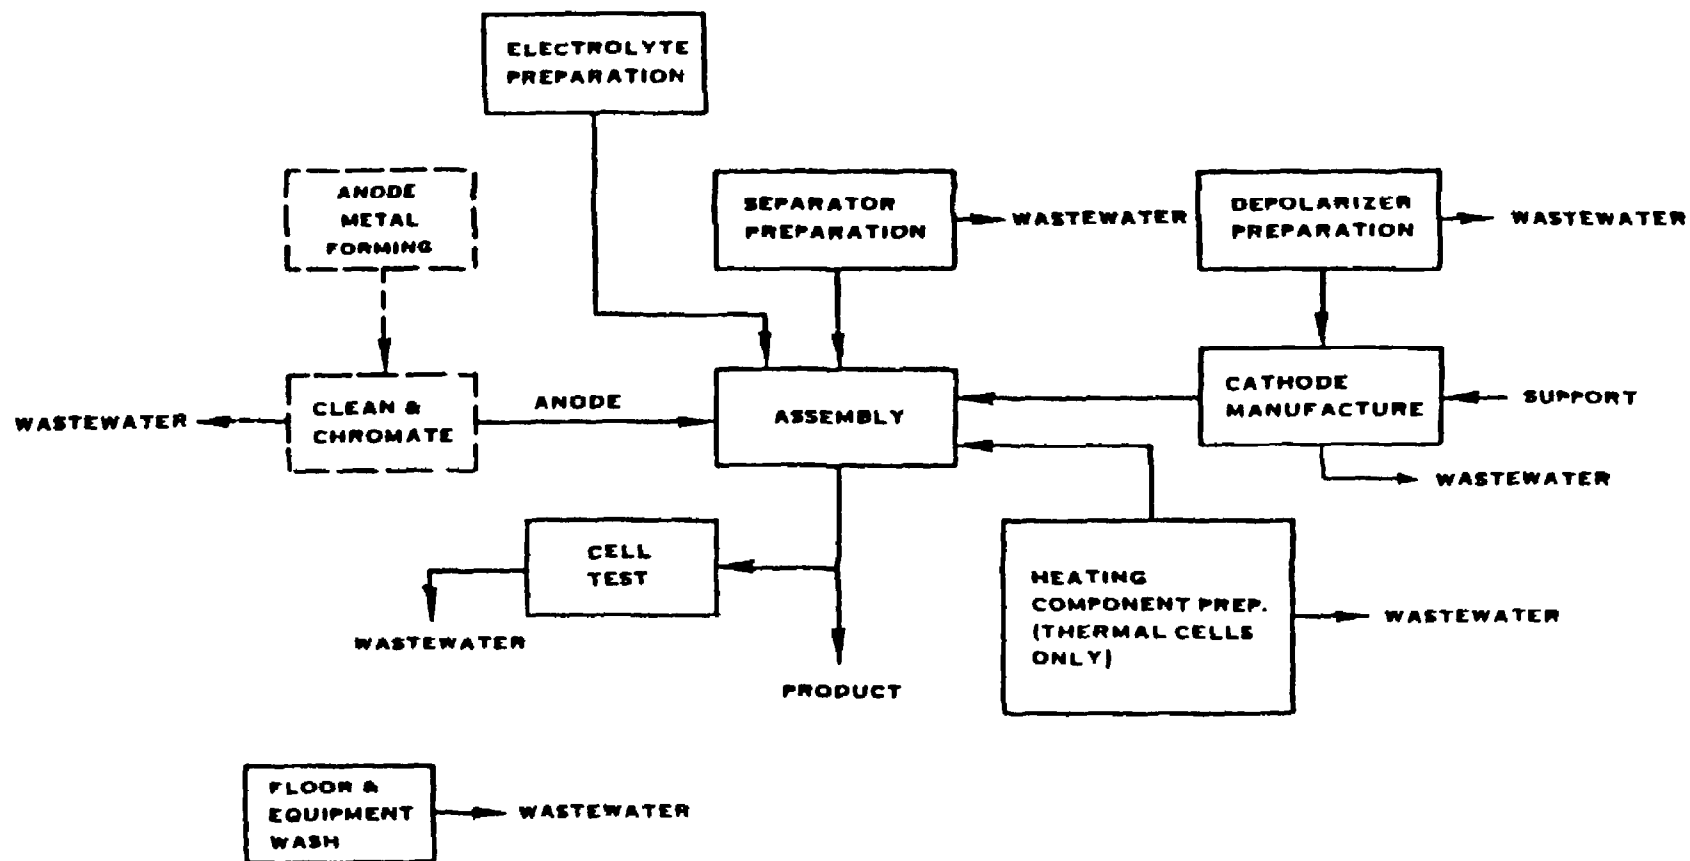 ELECTROLYTE
PREPARATION
ANODE
METAL
FORMING
SEPARATOR
PREPARATION
WASTEWATER
DEPOLARIZER
PREPARATION
WASTEWATER
WASTEWATER
CLEAN &
CHROMATE
ANODE
ASSEMBLY
CATHODE
MANUFACTURE
SUPPORT
WASTEWATER
CELL
TEST
WASTEWATER
HEATING
COMPONENT PREP.
(THERMAL CELLS
ONLY)
WASTEWATER
PRODUCT
FLOOR &
EQUIPMENT
WASH
WASTEWATER